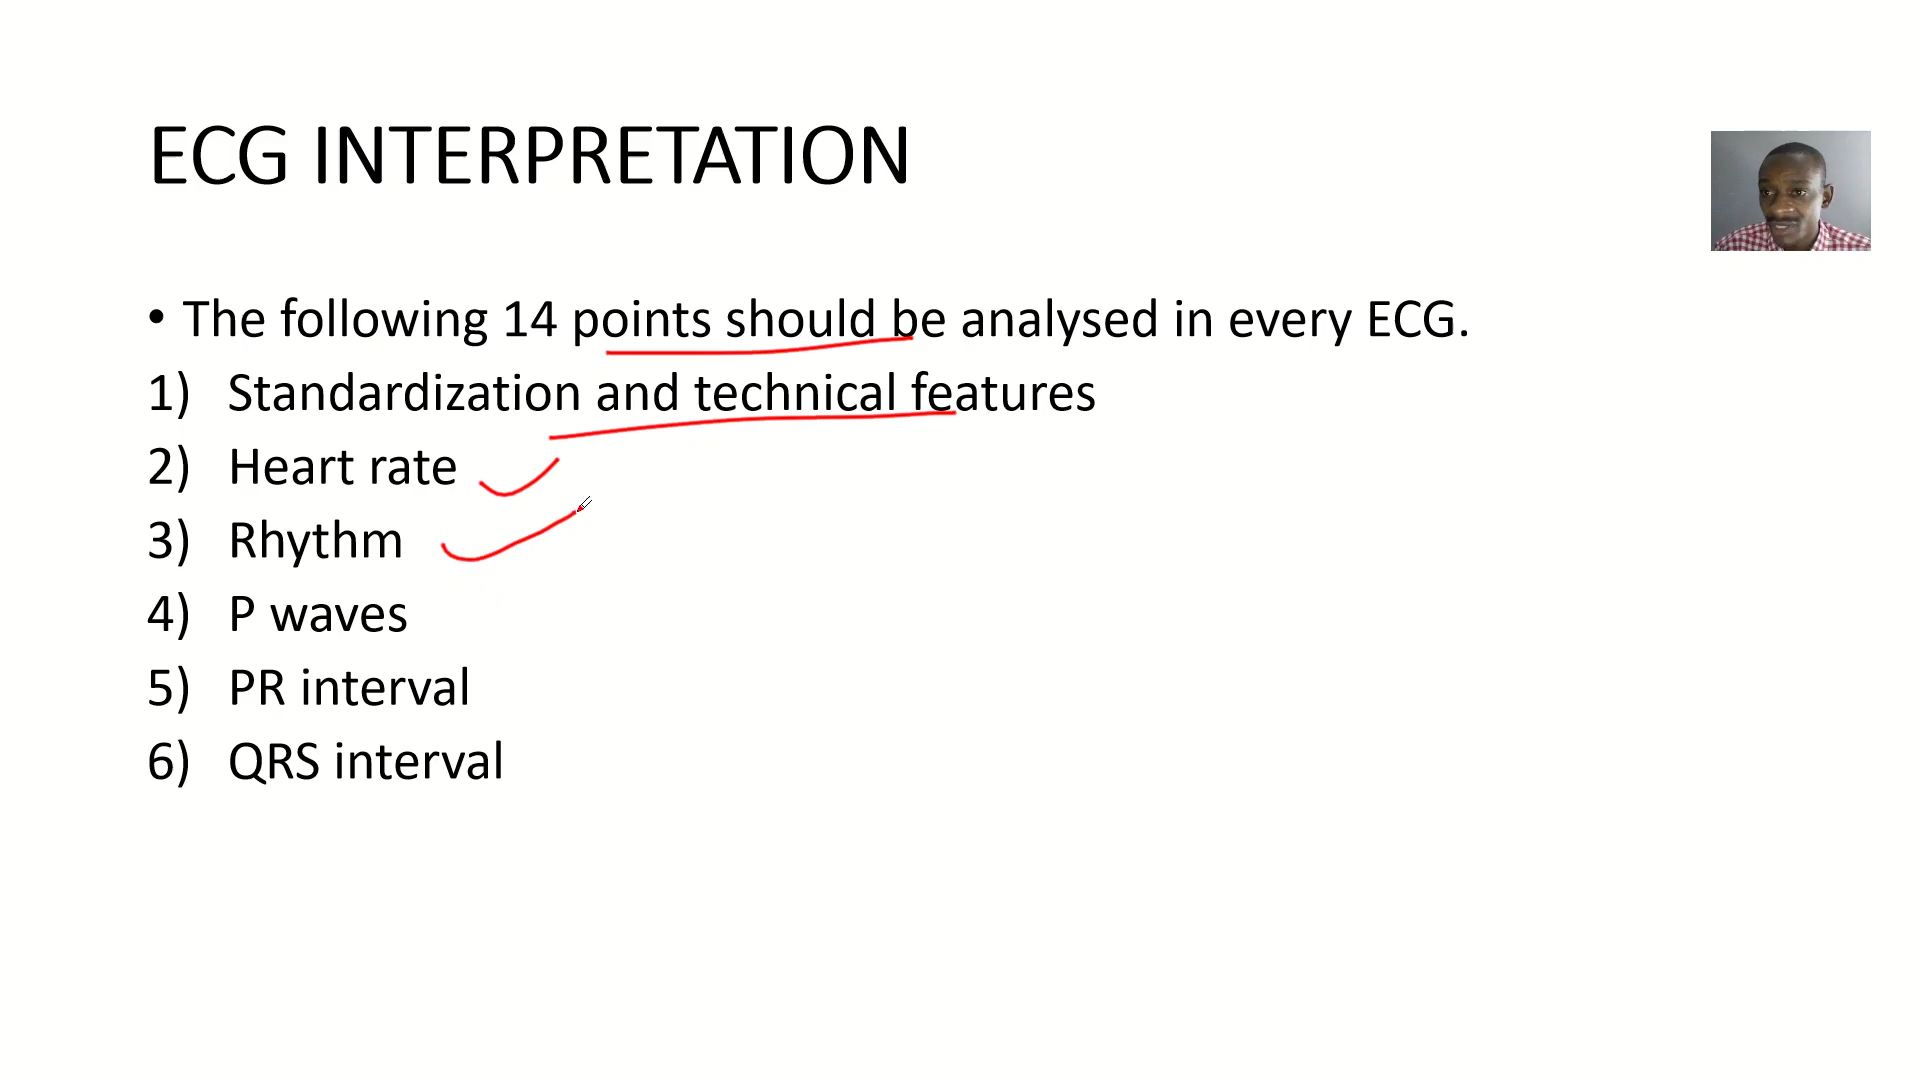 ECG INTERPRETATION
• The following 14 points should be analysed in every ECG.
1) Standardization and technical features
2) Heart rate
3) Rhythm
4) P waves
5) PR interval
6) QRS interval